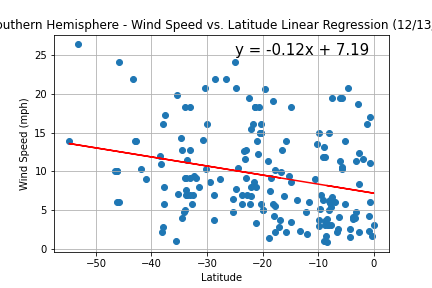 outhern Hemisphere - Wind Speed vs. Latitude Linear Regression (12/13/
y = -0.12x + 7.19
25
20
15
10
5
0
Wind Speed (mph)
−50 −40 −30 −20 −10 0
Latitude